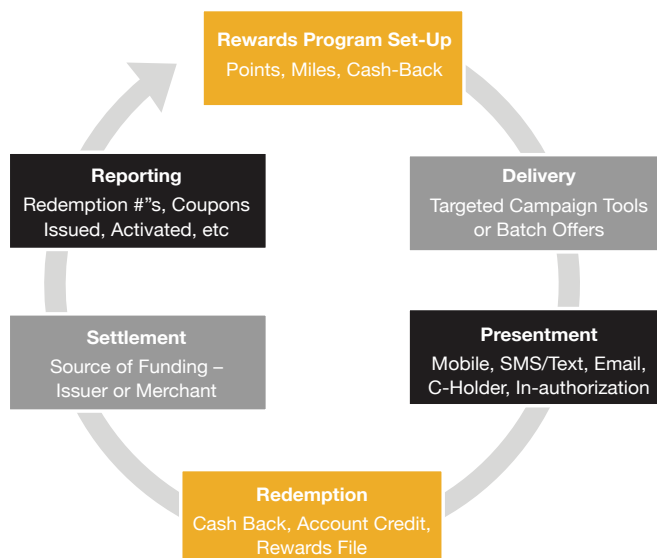 Rewards Program Set-Up
Points, Miles, Cash-Back
Delivery
Targeted Campaign Tools
or Batch Offers
Presentment
Mobile, SMS/Text, Email,
C-Holder, In-authorization
Redemption
Cash Back, Account Credit,
Rewards File
Settlement
Source of Funding –
Issuer or Merchant
Reporting
Redemption #"s, Coupons
Issued, Activated, etc